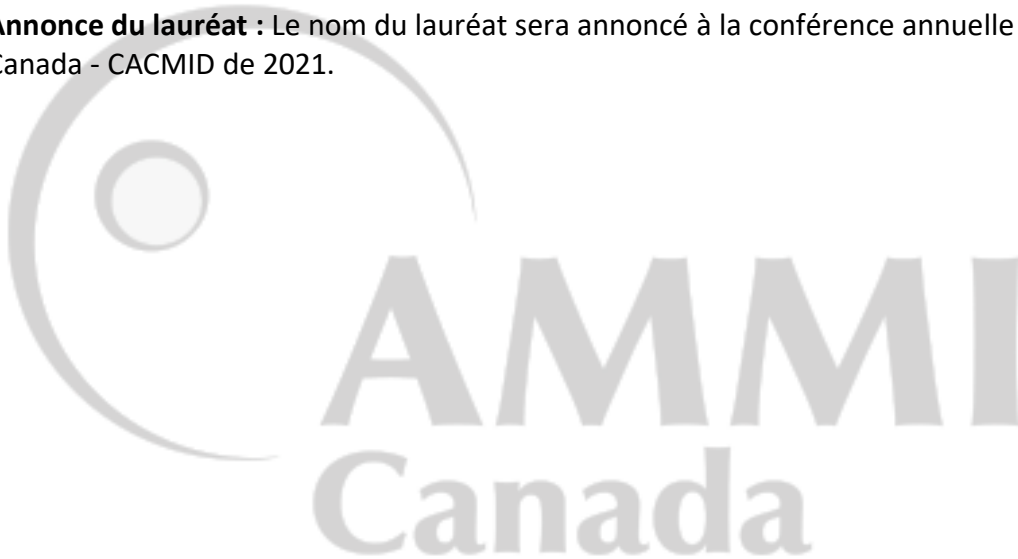 Annonce du lauréat : Le nom du lauréat sera annoncé à la conférence annuelle
Canada - CACMID de 2021.
AMMI
Canada